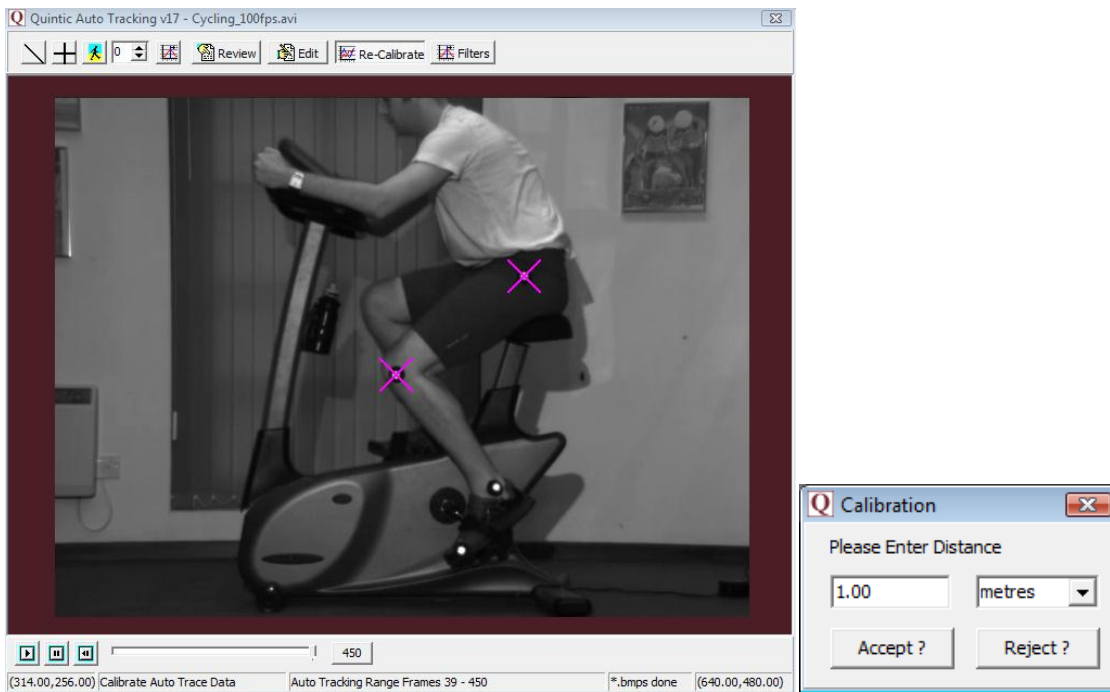 Quintic Auto Tracking v17 - Cycling_100fps.avi
0 Review Edit Re-Calibrate Filters
450
(314.00,256.00) Calibrate Auto Trace Data Auto Tracking Range Frames 39 - 450 *.bmps done (640.00,480.00)
Calibration
Please Enter Distance
1.00 metres
Accept ? Reject ?